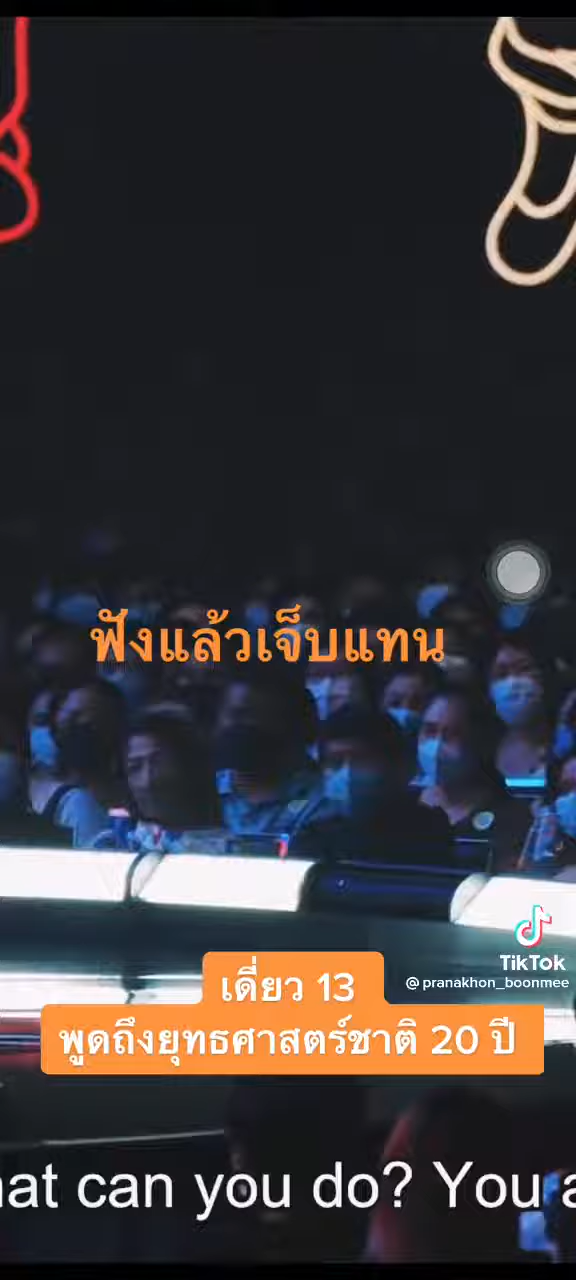 ฟังแล้วเจ็บแทน
TikTok
@pranakhon_boonmee
เดี่ยว 13
พูดถึงยุทธศาสตร์ชาติ 20 ปี
can you do? You